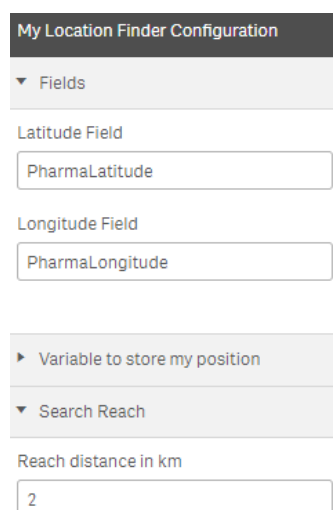 My Location Finder Configuration
Fields
Latitude Field
PharmaLatitude
Longitude Field
PharmaLongitude
Variable to store my position
Search Reach
Reach distance in km
2